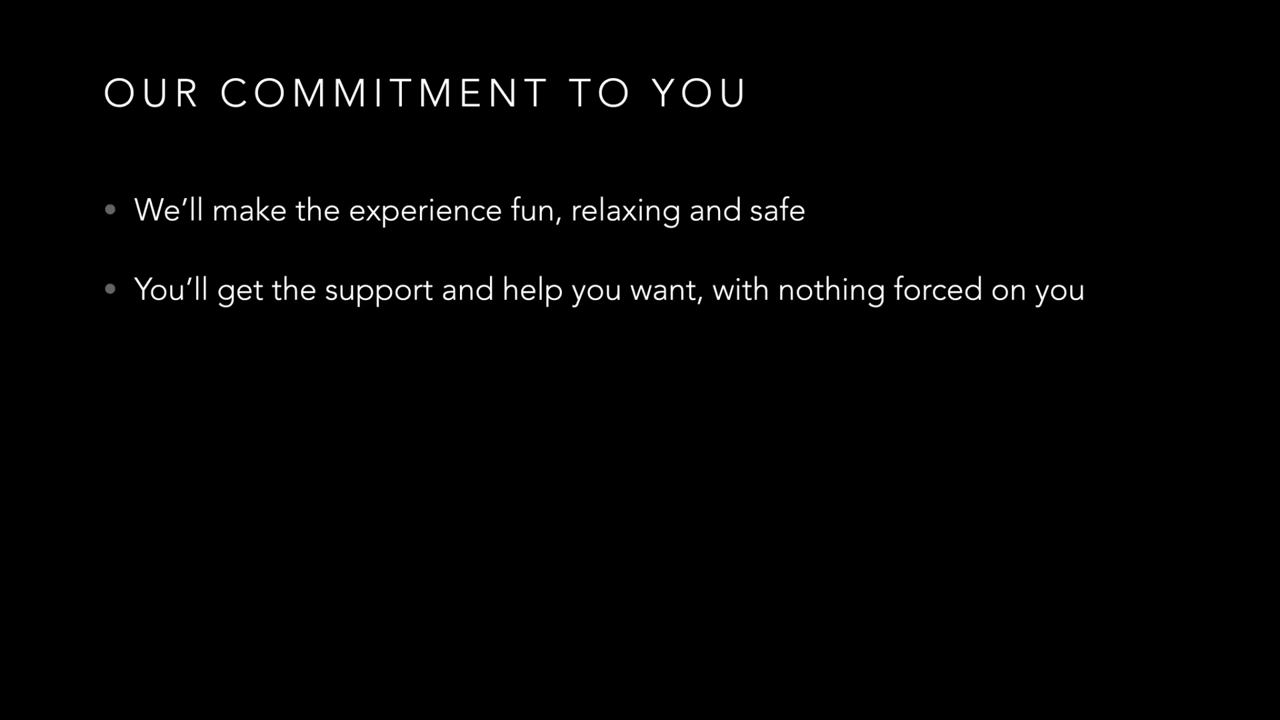 OUR COMMITMENT TO YOU
• We’ll make the experience fun, relaxing and safe
• You’ll get the support and help you want, with nothing forced on you